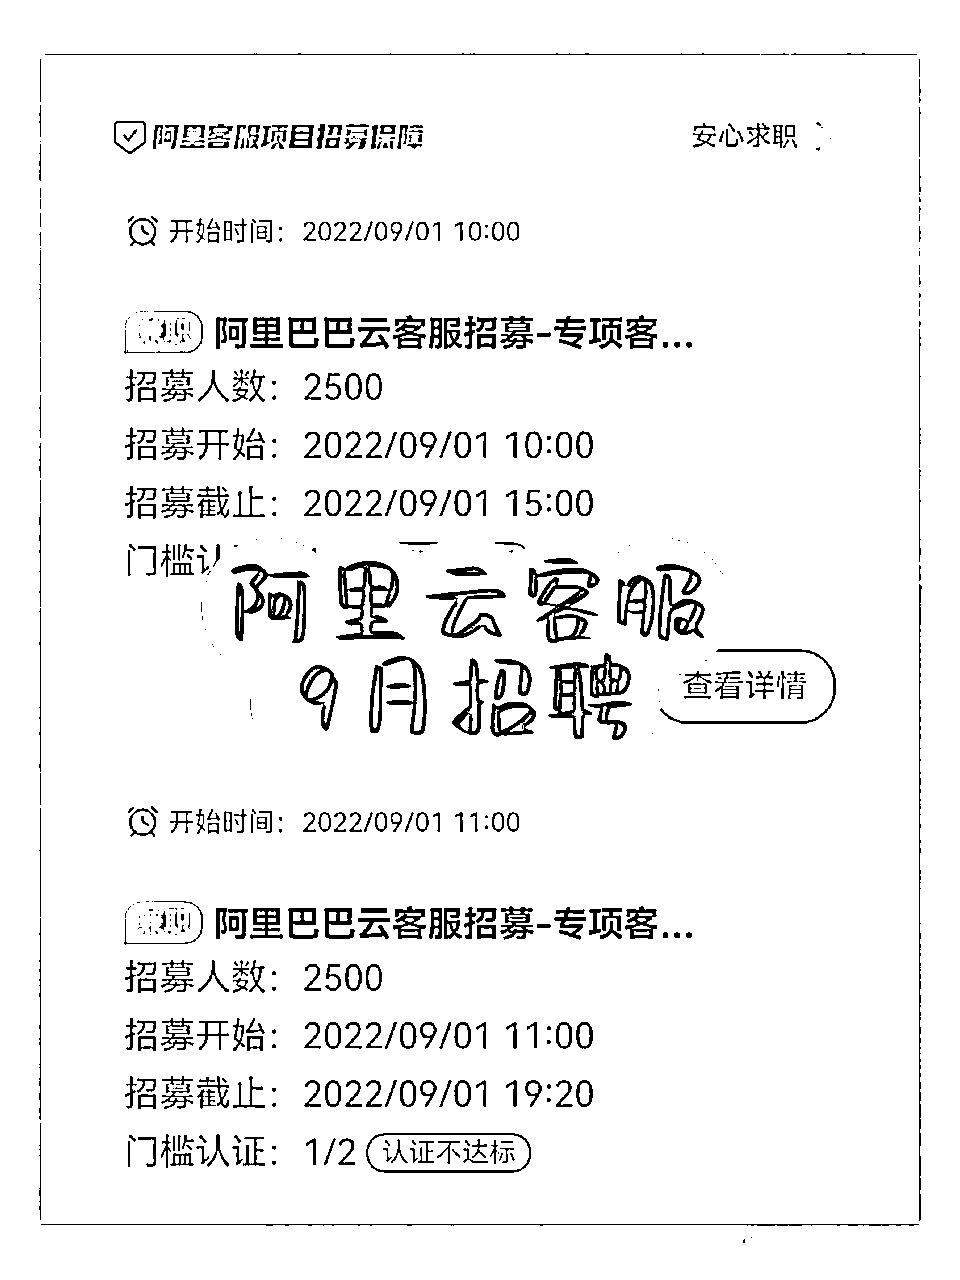 阿里客服项目招募保障 安心求职
开始时间：2022/09/01 10:00
求职 阿里巴巴云客服招募-专项客...
招募人数：2500
招募开始：2022/09/01 10:00
招募截止：2022/09/01 15:00
门槛认
阿里云客服
9月招聘
查看详情
开始时间：2022/09/01 11:00
求职 阿里巴巴云客服招募-专项客...
招募人数：2500
招募开始：2022/09/01 11:00
招募截止：2022/09/01 19:20
门槛认证：1/2 认证不达标